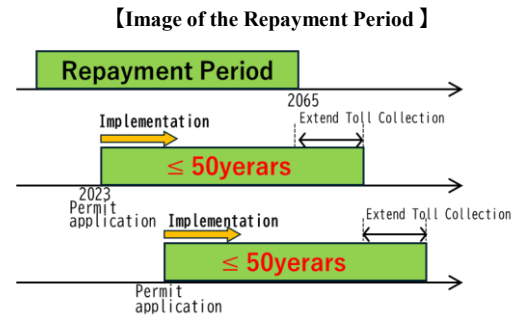 【Image of the Repayment Period】
Repayment Period
2065
Implementation
Extend Toll Collection
≤ 50yerars
2023
Permit
application
Implementation
Extend Toll Collection
≤ 50yerars
Permit
application